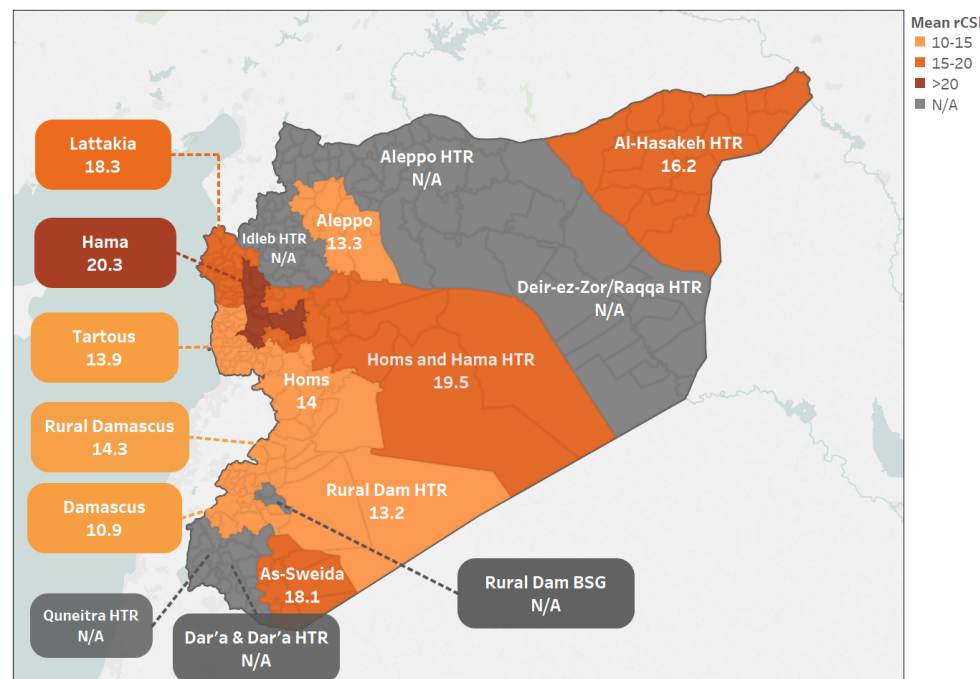 Mean rCSI
10-15
15-20
>20
N/A
Lattakia
18.3
Aleppo HTR
N/A
Al-Hasakeh HTR
16.2
Hama
20.3
Idleb HTR
N/A
Aleppo
13.3
Deir-ez-Zor/Raqqa HTR
N/A
Tartous
13.9
Homs
14
Homs and Hama HTR
19.5
Rural Damascus
14.3
Damascus
10.9
Rural Dam HTR
13.2
As-Sweida
18.1
Rural Dam BSG
N/A
Quneitra HTR
N/A
Dar'a & Dar'a HTR
N/A